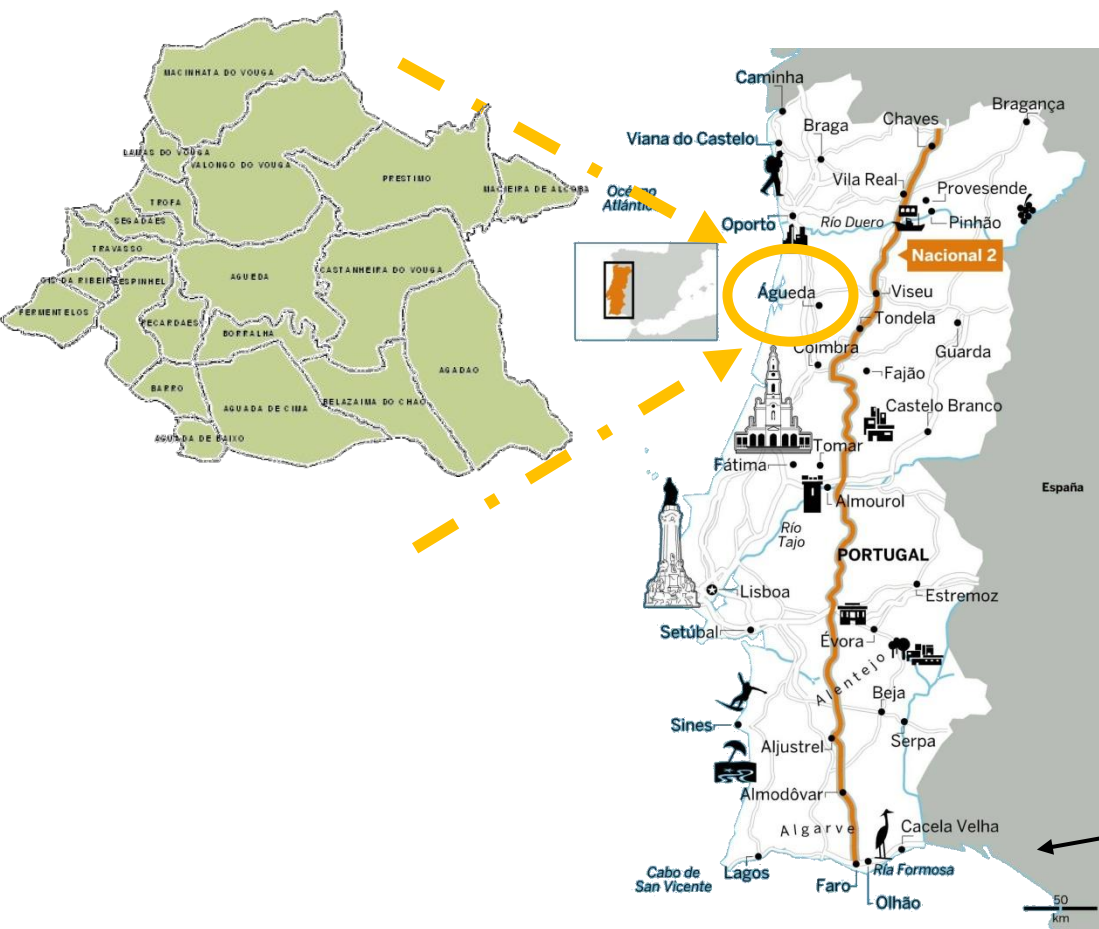 MACINHATA DO VOUGA
LAMAS DO VOUGA
VALONGO DO VOUGA
PRESTIMO
MACIEIRA DE ALCOBA
TROFA
SEGADÃES
TRAVASSO
AGUEDA
CASTANHEIRA DO VOUGA
OIS DA RIBEIRA
ESPINHEL
FERMENTELOS
RECARDAES
BORRALHA
AGADAO
BARRO
AGUADA DE CIMA
BELAZAIMA DO CHAO
AGUADA DE BAIXO
Caminha
Bragança
Chaves
Braga
Viana do Castelo
Vila Real
Provesende
Océano
Atlántico
Oporto
Río Duero
Pinhão
Nacional 2
Águeda
Viseu
Tondela
Coimbra
Guarda
Fajão
Castelo Branco
Tomar
Fátima
España
Almourol
Río
Tajo
PORTUGAL
Lisboa
Estremoz
Setúbal
Évora
Alentejo
Beja
Sines
Aljustrel
Serpa
Almodôvar
Algarve
Cacela Velha
Cabo de
San Vicente
Lagos
Ría Formosa
Faro
Olhão
50
km